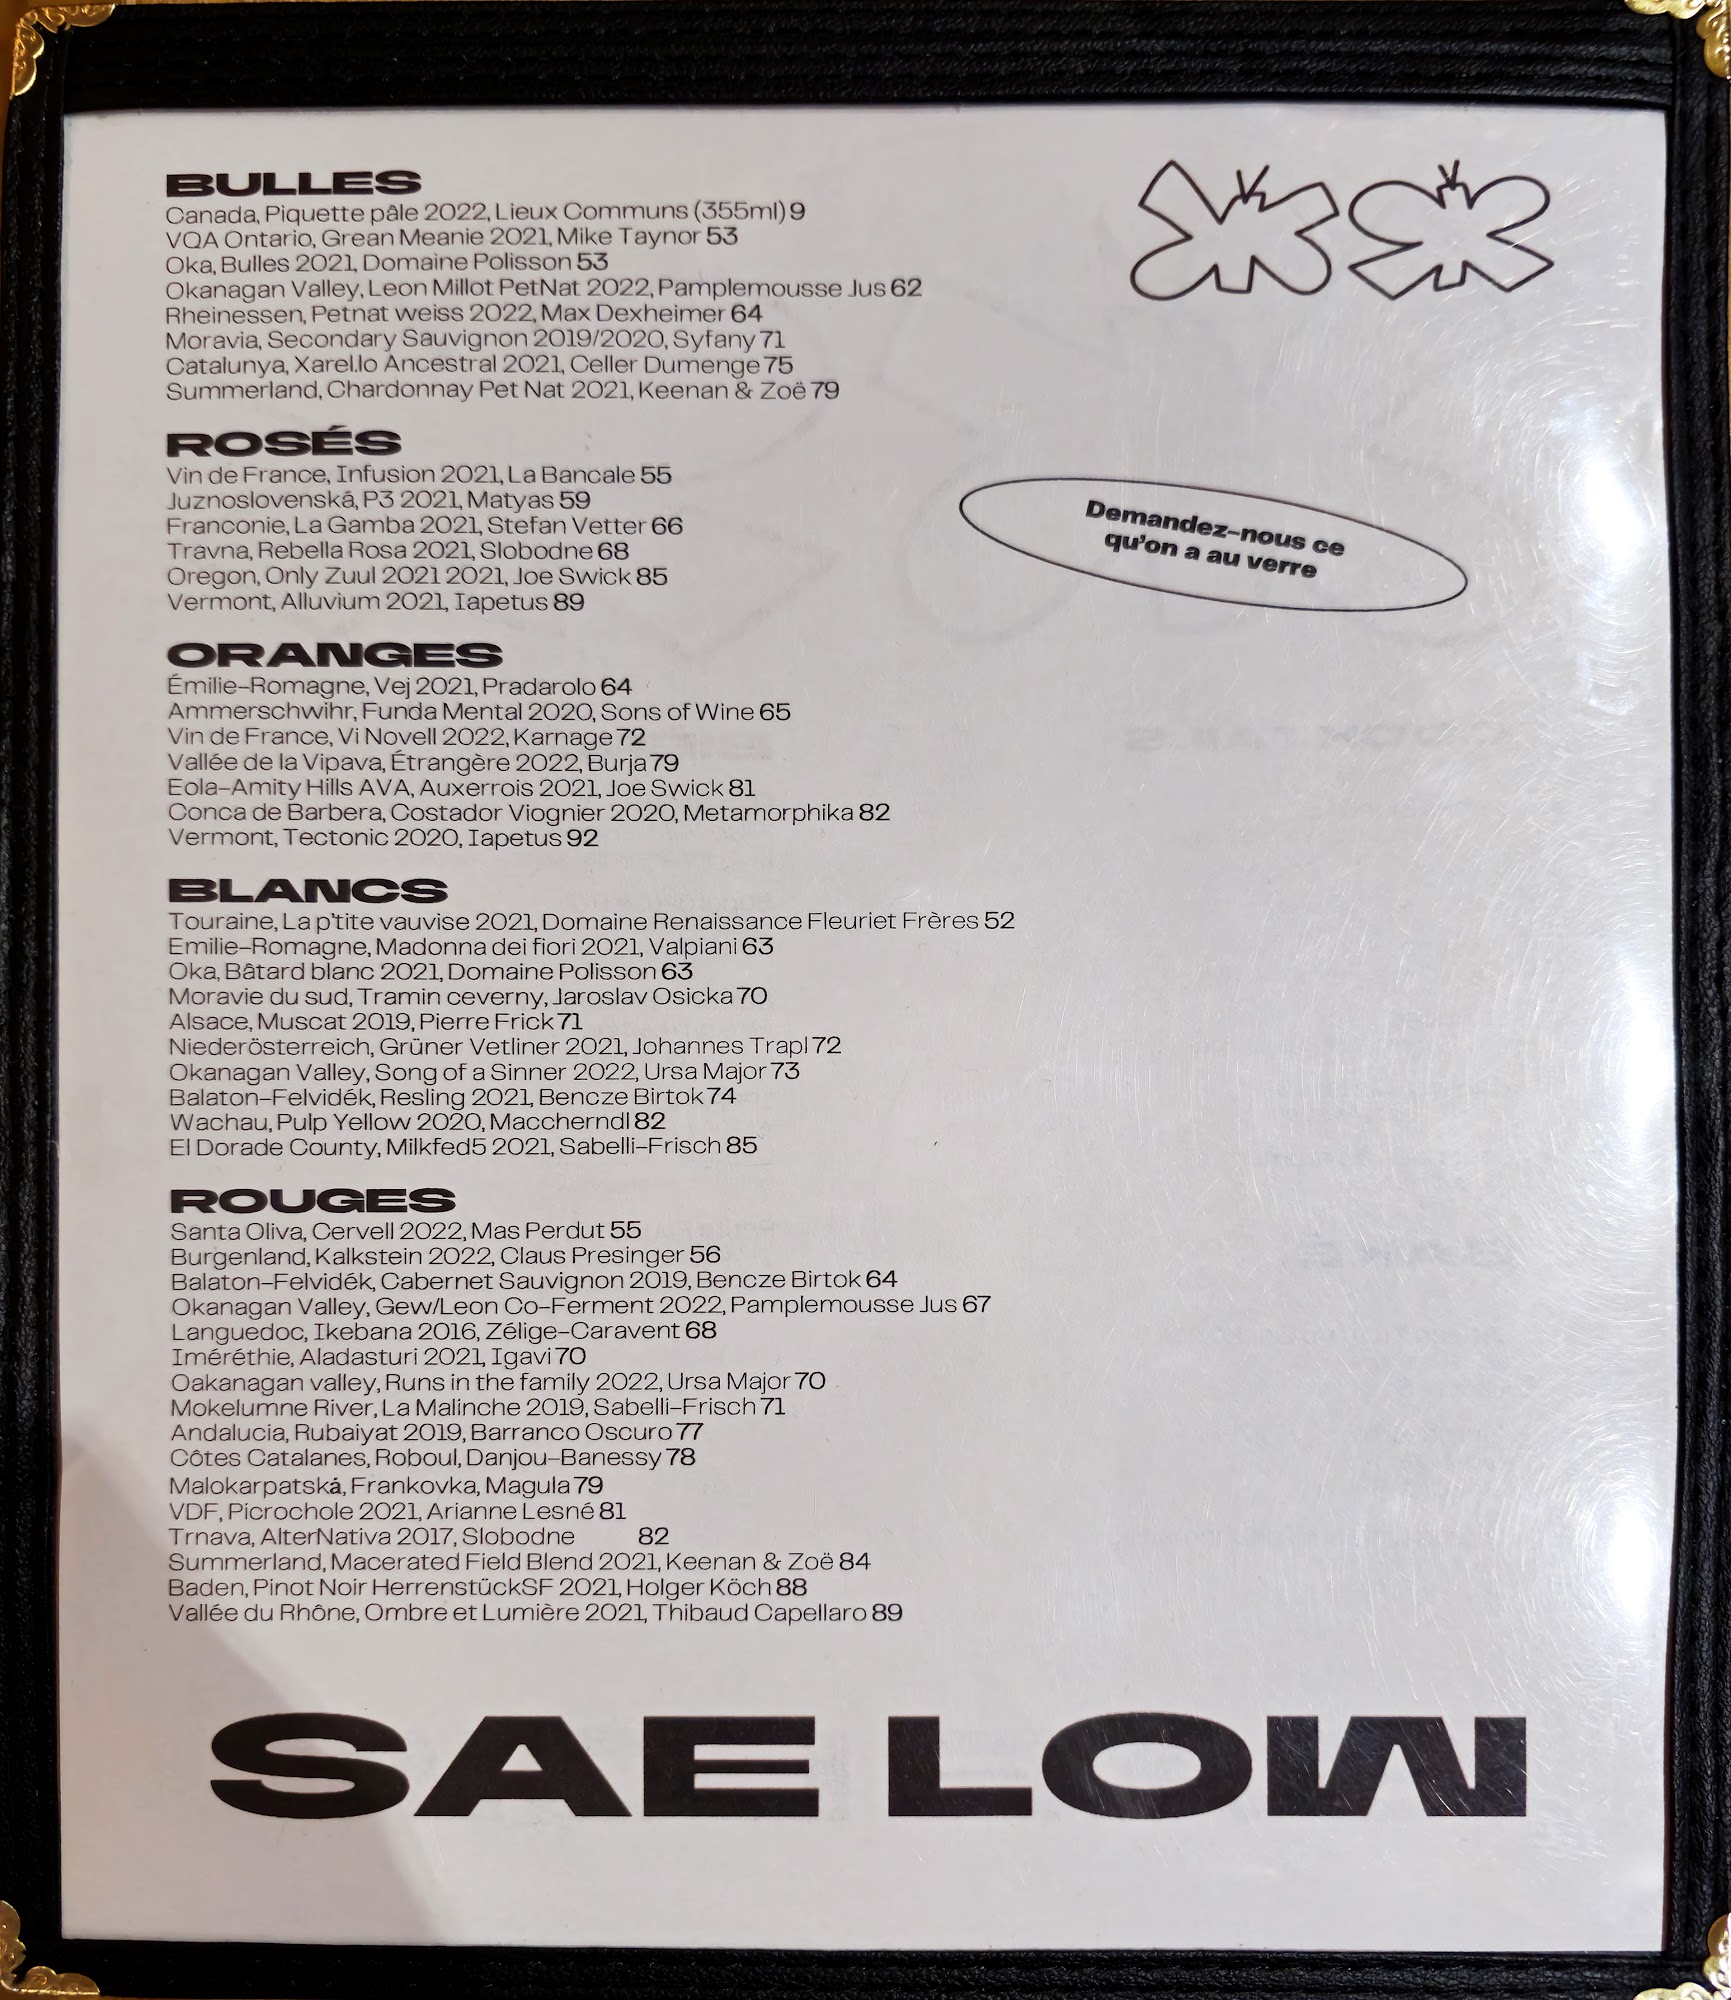 BULLES
Canada, Piquette pâle 2022, Lieux Communs (355ml) 9
VQA Ontario, Grean Meanie 2021, Mike Taynor 53
Oka, Bulles 2021, Domaine Polisson 53
Okanagan Valley, Leon Millot PetNat 2022, Pamplemousse Jus 62
Rheinessen, Petnat weiss 2022, Max Dexheimer 64
Moravia, Secondary Sauvignon 2019/2020, Syfany 71
Catalunya, Xarel.lo Ancestral 2021, Celler Dumenge 75
Summerland, Chardonnay Pet Nat 2021, Keenan & Zoë 79
ROSÉS
Vin de France, Infusion 2021, La Bancale 55
Juznoslovenská, P3 2021, Matyas 59
Franconie, La Gamba 2021, Stefan Vetter 66
Travna, Rebella Rosa 2021, Slobodne 68
Oregon, Only Zuul 2021 2021, Joe Swick 85
Vermont, Alluvium 2021, Iapetus 89
Demandez-nous ce
qu'on a au verre
ORANGES
Émilie-Romagne, Vej 2021, Pradarolo 64
Ammerschwihr, Funda Mental 2020, Sons of Wine 65
Vin de France, Vi Novell 2022, Karnage 72
Vallée de la Vipava, Étrangère 2022, Burja 79
Eola-Amity Hills AVA, Auxerrois 2021, Joe Swick 81
Conca de Barbera, Costador Viognier 2020, Metamorphika 82
Vermont, Tectonic 2020, Iapetus 92
BLANCS
Touraine, La p'tite vauvise 2021, Domaine Renaissance Fleuriet Frères 52
Emilie-Romagne, Madonna dei fiori 2021, Valpiani 63
Oka, Bâtard blanc 2021, Domaine Polisson 63
Moravie du sud, Tramin ceverny, Jaroslav Osicka 70
Alsace, Muscat 2019, Pierre Frick 71
Niederösterreich, Grüner Vetliner 2021, Johannes Trapl 72
Okanagan Valley, Song of a Sinner 2022, Ursa Major 73
Balaton-Felvidék, Resling 2021, Bencze Birtok 74
Wachau, Pulp Yellow 2020, Maccherndl 82
El Dorade County, Milkfed5 2021, Sabelli-Frisch 85
ROUGES
Santa Oliva, Cervell 2022, Mas Perdut 55
Burgenland, Kalkstein 2022, Claus Presinger 56
Balaton-Felvidék, Cabernet Sauvignon 2019, Bencze Birtok 64
Okanagan Valley, Gew/Leon Co-Ferment 2022, Pamplemousse Jus 67
Languedoc, Ikebana 2016, Zélige-Caravent 68
Iméréthie, Aladasturi 2021, Igavi 70
Oakanagan valley, Runs in the family 2022, Ursa Major 70
Mokelumne River, La Malinche 2019, Sabelli-Frisch 71
Andalucia, Rubaiyat 2019, Barranco Oscuro 77
Côtes Catalanes, Roboul, Danjou-Banessy 78
Malokarpatská, Frankovka, Magula 79
VDF, Picrochole 2021, Arianne Lesné 81
Trnava, AlterNativa 2017, Slobodne 82
Summerland, Macerated Field Blend 2021, Keenan & Zoë 84
Baden, Pinot Noir HerrenstückSF 2021, Holger Köch 88
Vallée du Rhône, Ombre et Lumière 2021, Thibaud Capellaro 89
SAE LOW